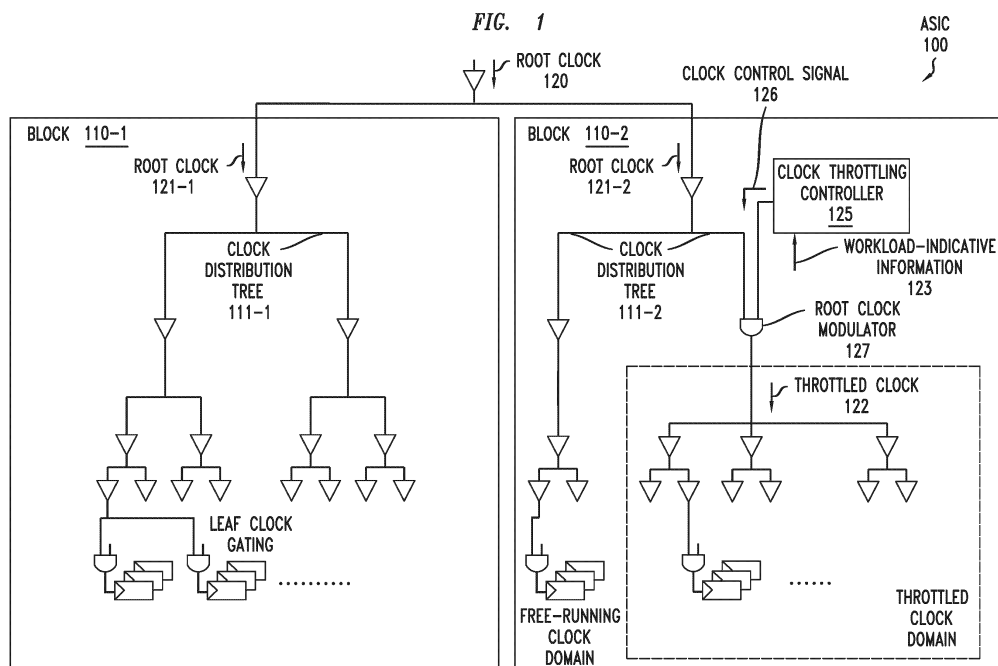 FIG. 1
ASIC
100
ROOT CLOCK
120
CLOCK CONTROL SIGNAL
126
BLOCK 110-1
ROOT CLOCK
121-1
CLOCK
DISTRIBUTION
TREE
111-1
LEAF CLOCK
GATING
..........
BLOCK 110-2
ROOT CLOCK
121-2
CLOCK THROTTLING
CONTROLLER
125
WORKLOAD-INDICATIVE
INFORMATION
123
CLOCK
DISTRIBUTION
TREE
111-2
ROOT CLOCK
MODULATOR
127
THROTTLED CLOCK
122
......
FREE-RUNNING
CLOCK
DOMAIN
THROTTLED
CLOCK
DOMAIN